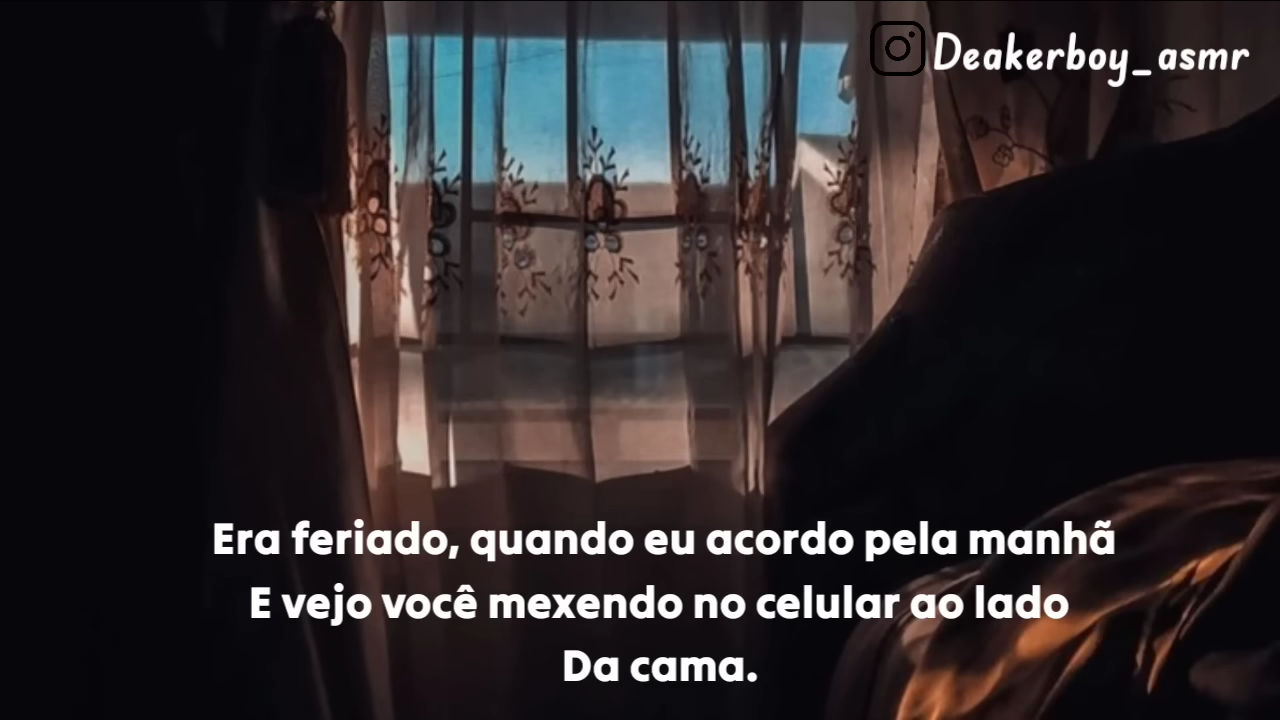 Deakerboy_asmr
Era feriado, quando eu acordo pela manhã
E vejo você mexendo no celular ao lado
Da cama.